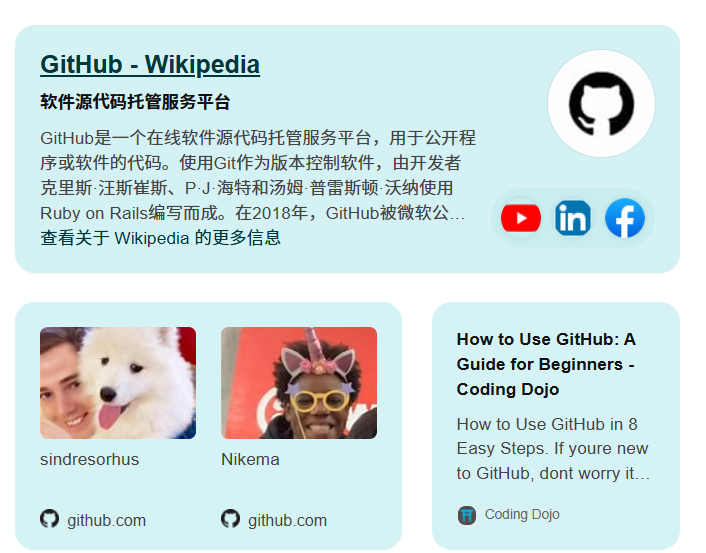 GitHub - Wikipedia
软件源代码托管服务平台
GitHub是一个在线软件源代码托管服务平台，用于公开程
序或软件的代码。使用Git作为版本控制软件，由开发者
克里斯·汪斯崔斯、P·J·海特和汤姆·普雷斯顿·沃纳使用
Ruby on Rails编写而成。在2018年，GitHub被微软公…
查看关于 Wikipedia 的更多信息
sindresorhus
github.com
Nikema
github.com
How to Use GitHub: A
Guide for Beginners -
Coding Dojo
How to Use GitHub in 8
Easy Steps. If youre new
to GitHub, dont worry it…
Coding Dojo